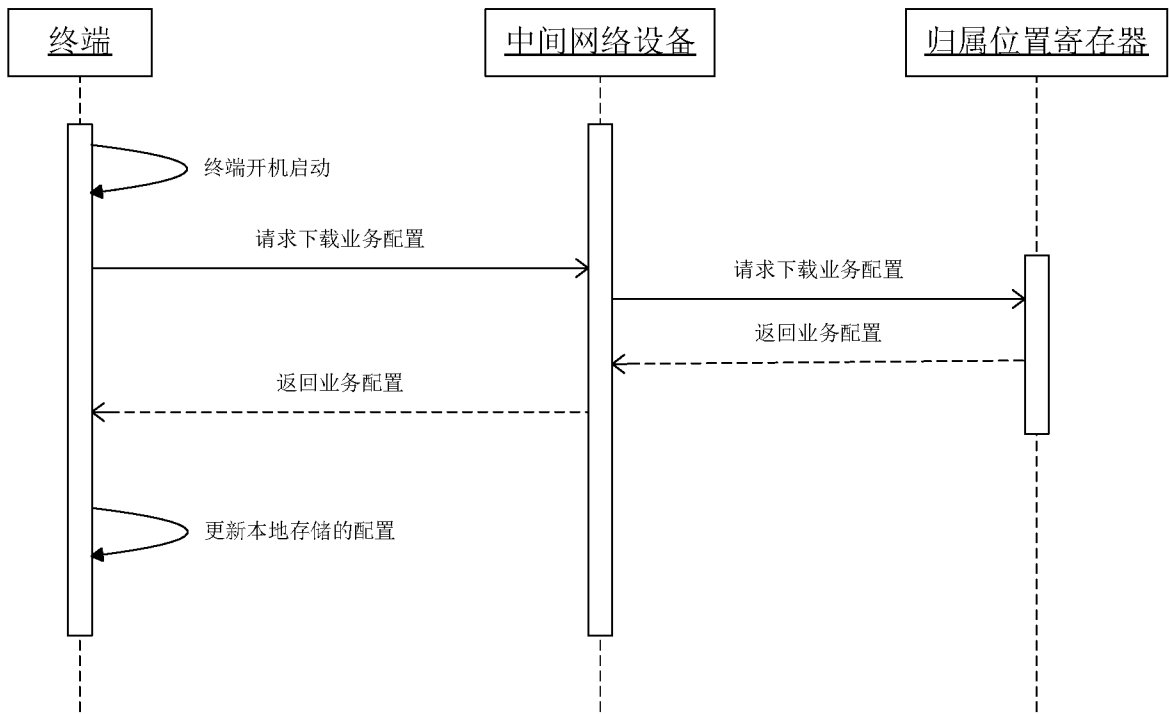 终端
中间网络设备
归属位置寄存器
终端开机启动
请求下载业务配置
请求下载业务配置
返回业务配置
返回业务配置
更新本地存储的配置